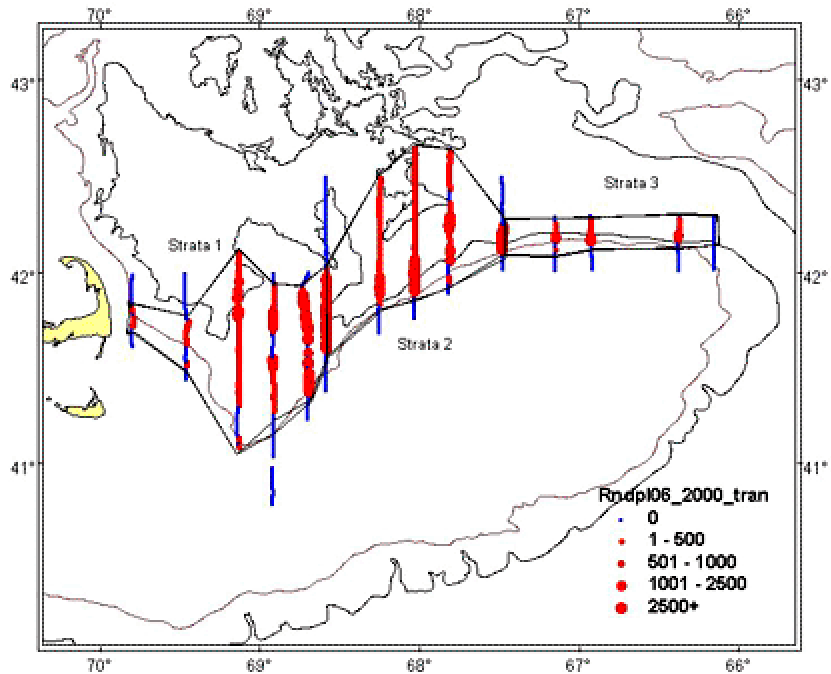 70° 69° 68° 67° 66°
43° 43°
Strata 3
Strata 1
42° 42°
Strata 2
41° 41°
Rndpl06_2000_tran
0
1 - 500
501 - 1000
1001 - 2500
2500+
70° 69° 68° 67° 66°